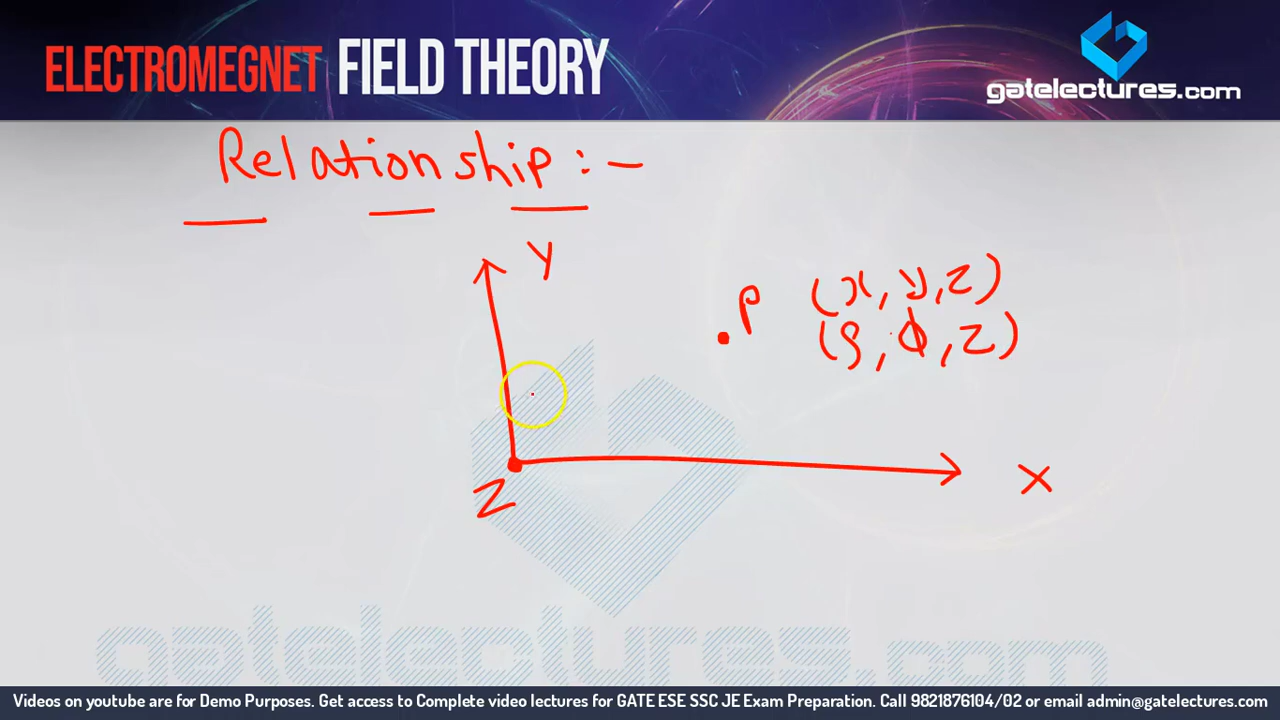 ELECTROMEGNET FIELD THEORY
gatelectures.com
Relationship:-
Y
P (x, y, z)
(ρ, φ, z)
X
Z
gatelectures.com
Videos on youtube are for Demo Purposes. Get access to Complete video lectures for GATE ESE SSC JE Exam Preparation. Call 9821876104/02 or email admin@gatelectures.com